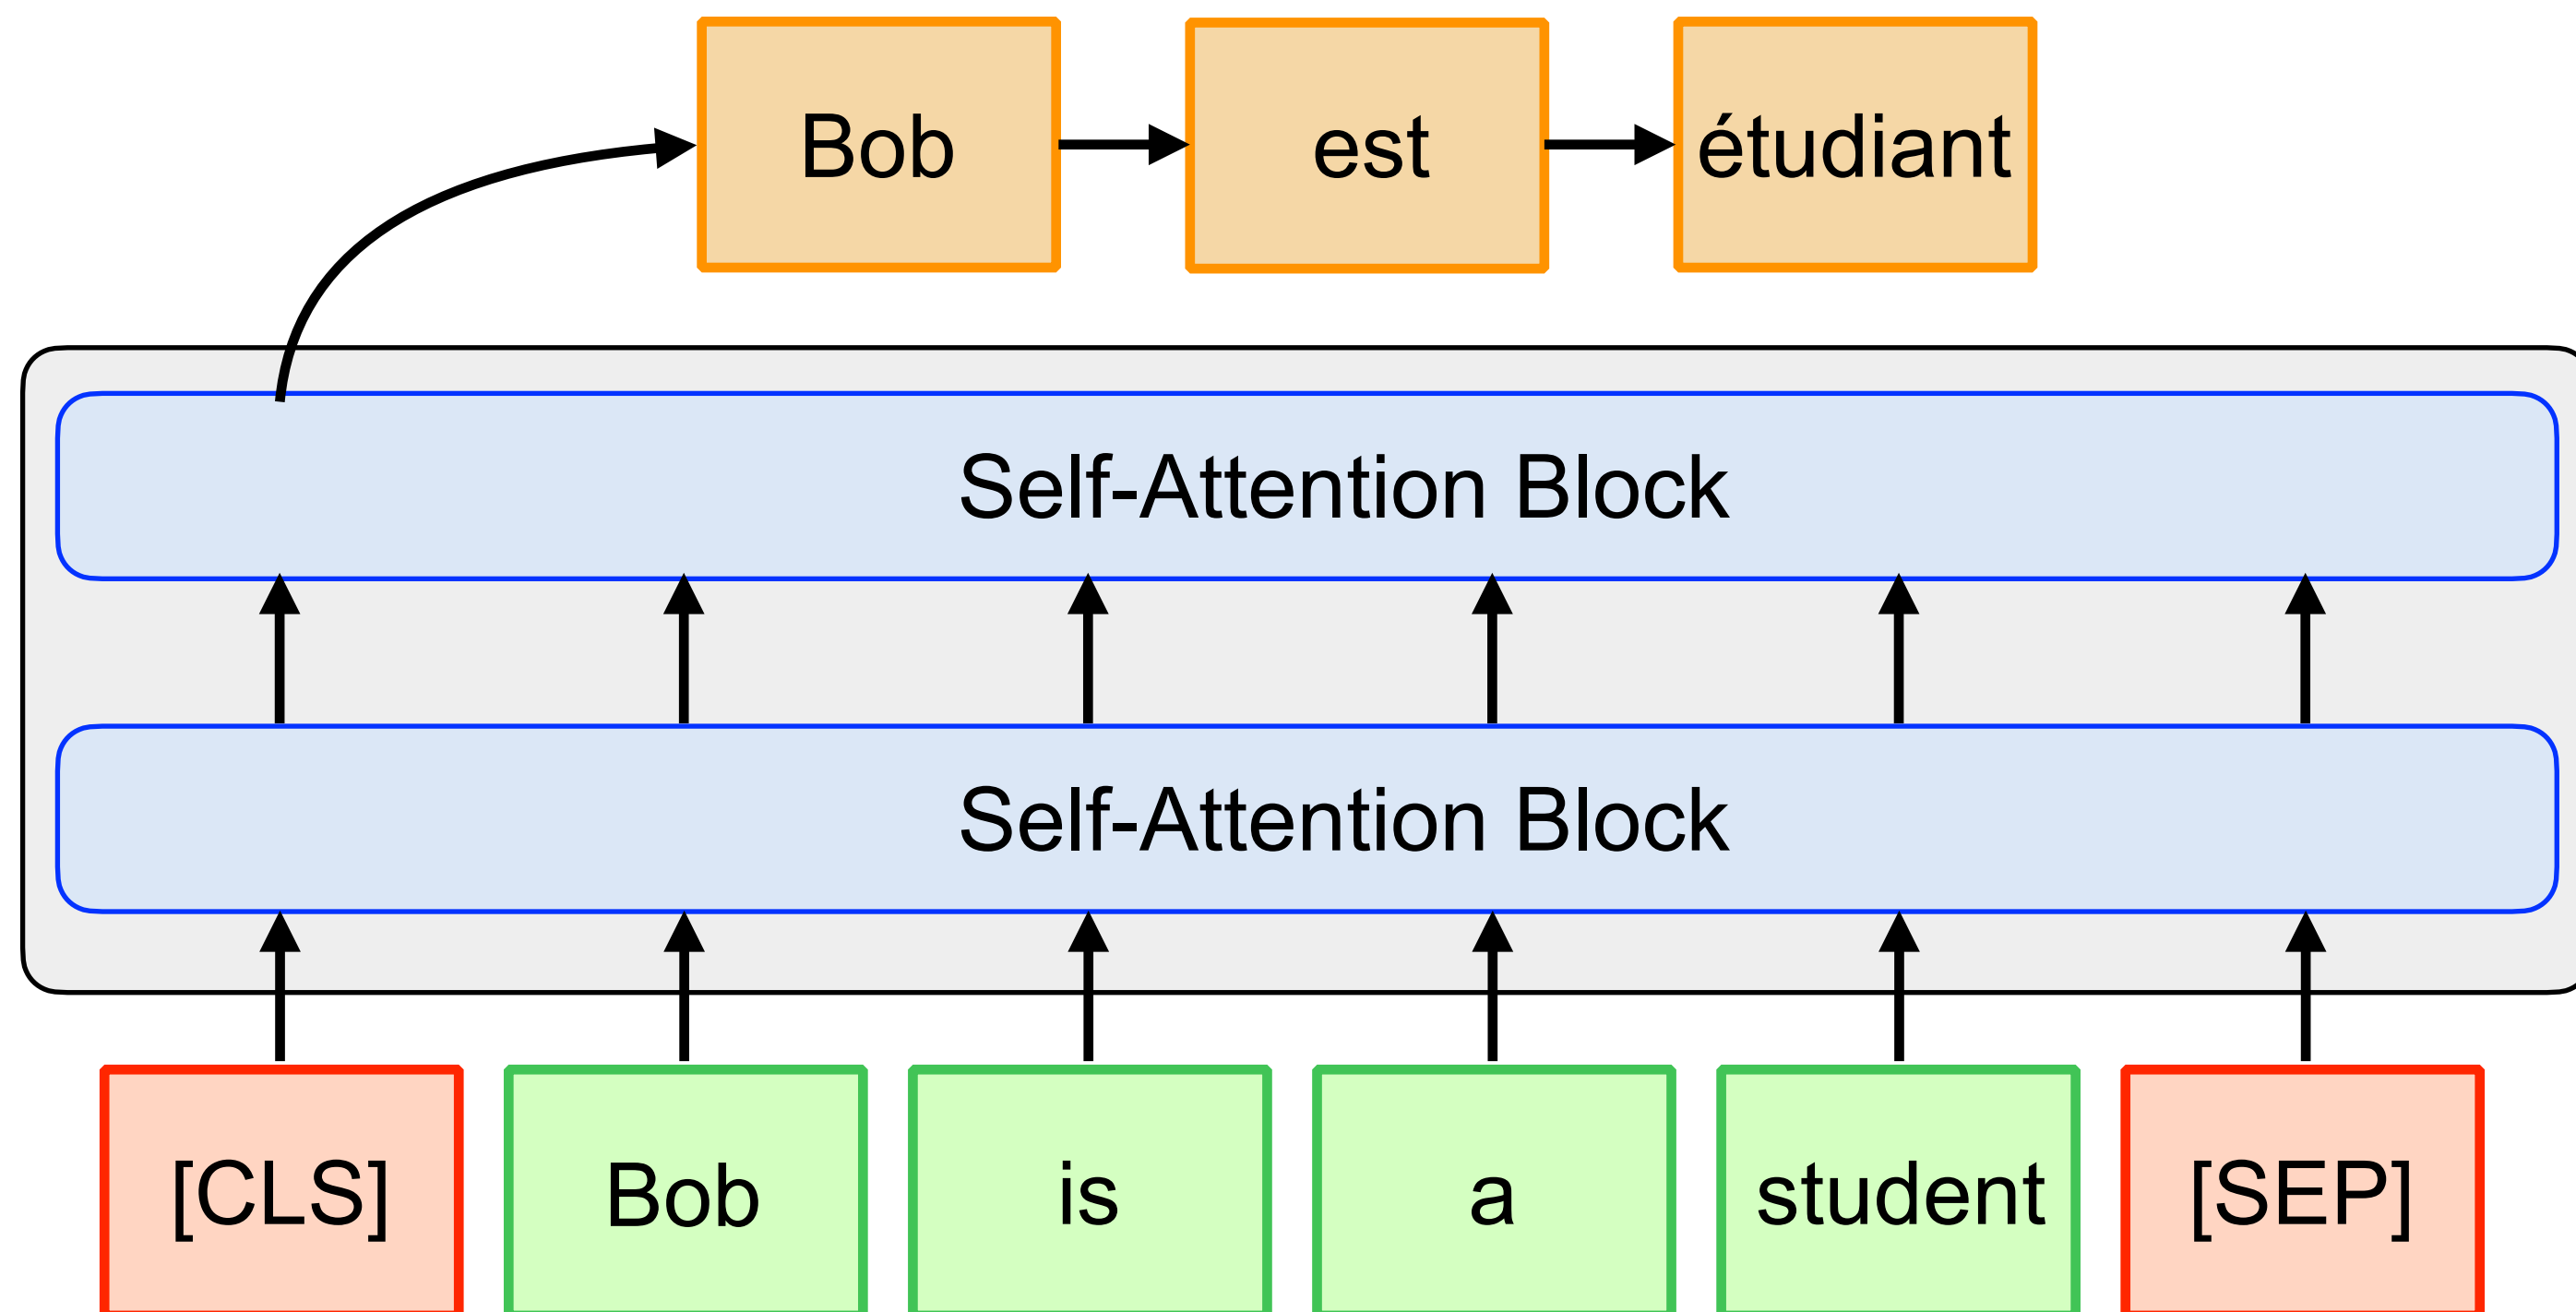 Bob est étudiant
Self-Attention Block
Self-Attention Block
[CLS] Bob is a student [SEP]